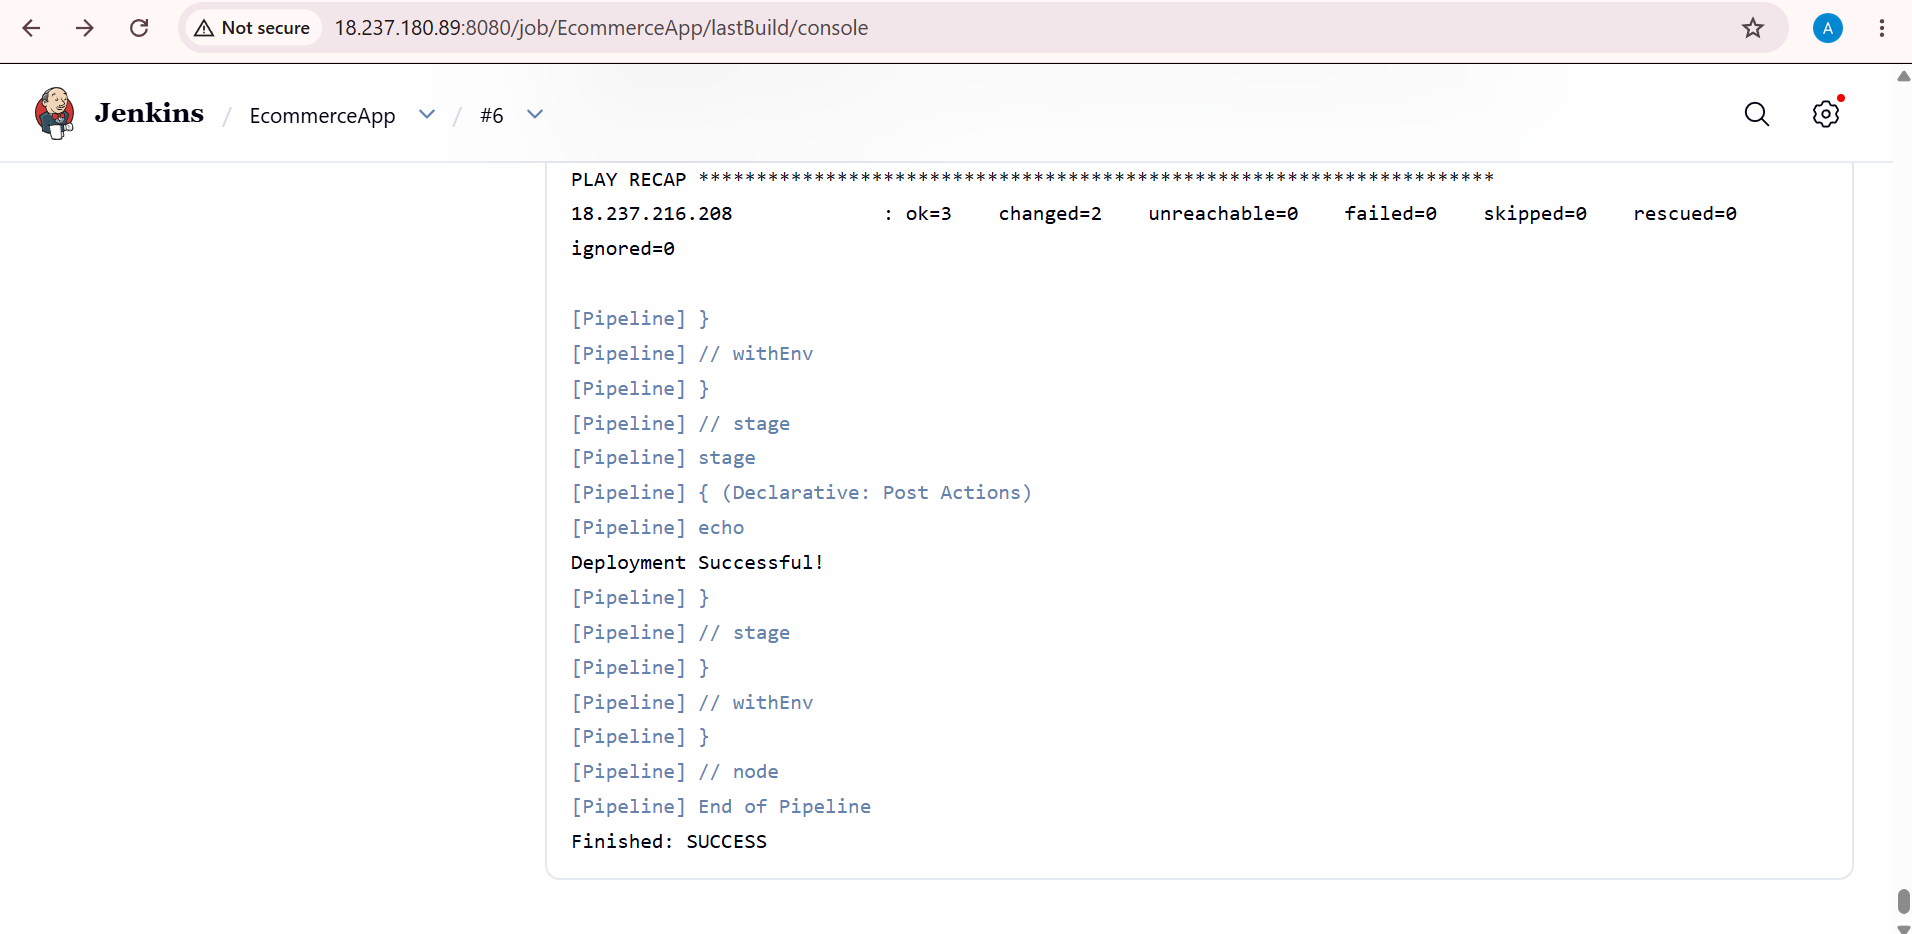 Not secure 18.237.180.89:8080/job/EcommerceApp/lastBuild/console A
Jenkins / EcommerceApp / #6
PLAY RECAP *********************************************************************
18.237.216.208 : ok=3 changed=2 unreachable=0 failed=0 skipped=0 rescued=0
ignored=0
[Pipeline] }
[Pipeline] // withEnv
[Pipeline] }
[Pipeline] // stage
[Pipeline] stage
[Pipeline] { (Declarative: Post Actions)
[Pipeline] echo
Deployment Successful!
[Pipeline] }
[Pipeline] // stage
[Pipeline] }
[Pipeline] // withEnv
[Pipeline] }
[Pipeline] // node
[Pipeline] End of Pipeline
Finished: SUCCESS